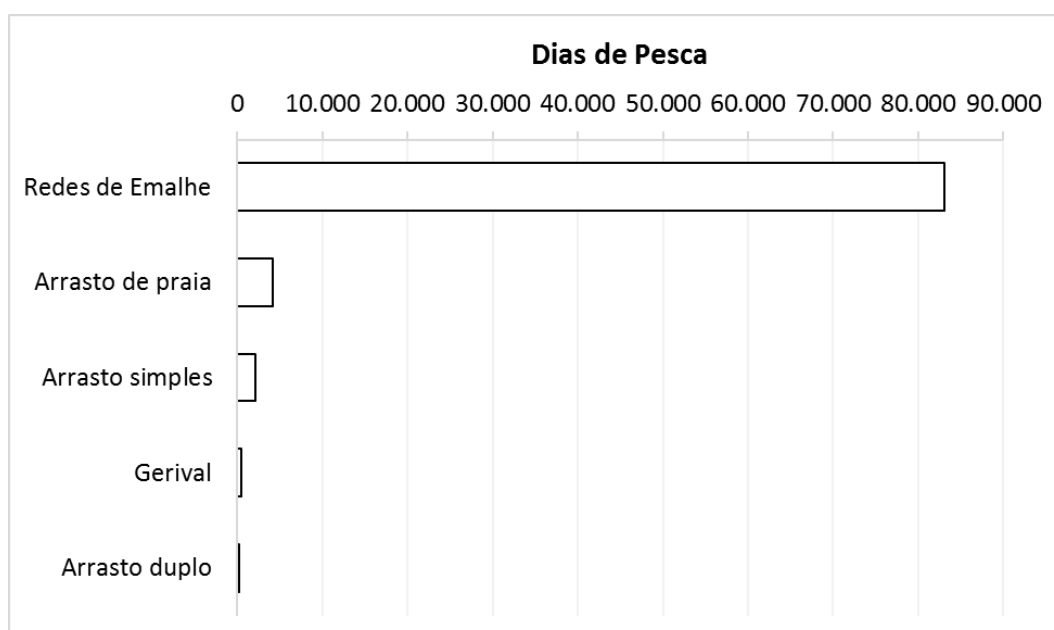 Dias de Pesca
0 10.000 20.000 30.000 40.000 50.000 60.000 70.000 80.000 90.000
Redes de Emalhe
Arrasto de praia
Arrasto simples
Gerival
Arrasto duplo